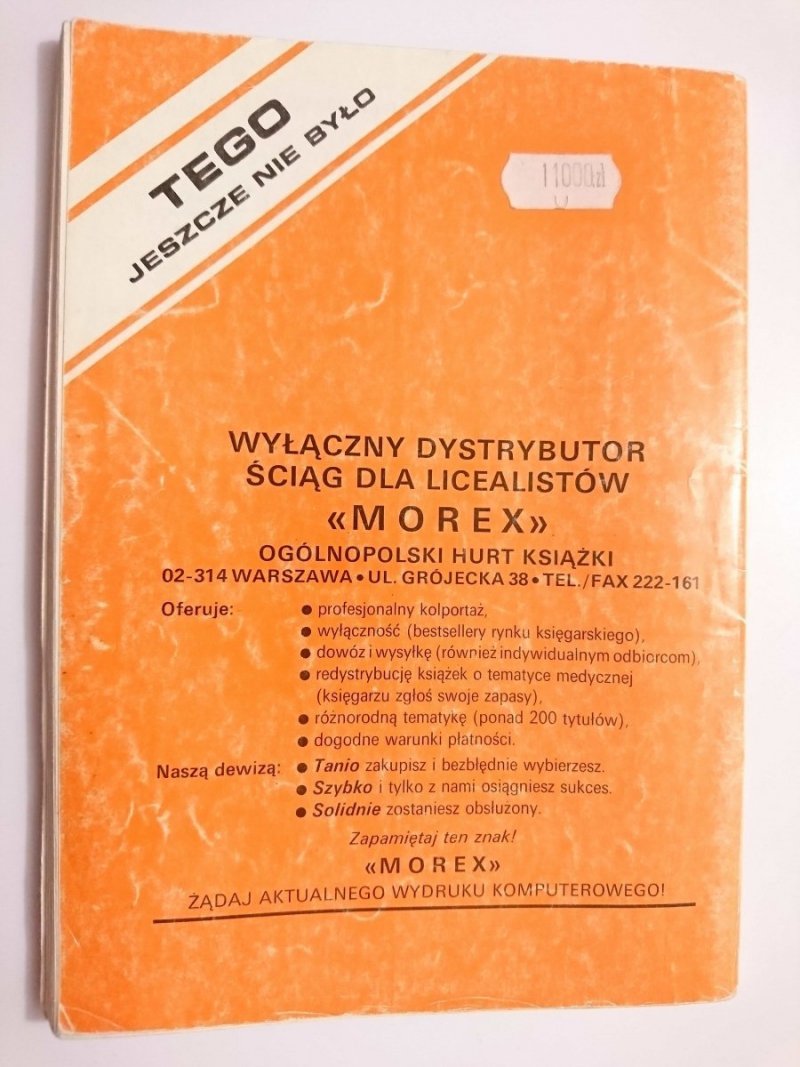 TEGO
JESZCZE NIE BYŁO
11000zł
WYŁĄCZNY DYSTRYBUTOR
ŚCIĄG DLA LICEALISTÓW
«MOREX»
OGÓLNOPOLSKI HURT KSIĄŻKI
02-314 WARSZAWA • UL. GRÓJECKA 38 • TEL./FAX 222-161
Oferuje: • profesjonalny kolportaż,
• wyłączność (bestsellery rynku księgarskiego),
• dowóz i wysyłkę (również indywidualnym odbiorcom),
• redystrybucję książek o tematyce medycznej
(księgarzu zgłoś swoje zapasy),
• różnorodną tematykę (ponad 200 tytułów),
• dogodne warunki płatności.
Naszą dewizą: • Tanio zakupisz i bezbłędnie wybierzesz.
• Szybko i tylko z nami osiągniesz sukces.
• Solidnie zostaniesz obsłużony.
Zapamiętaj ten znak!
«MOREX»
ŻĄDAJ AKTUALNEGO WYDRUKU KOMPUTEROWEGO!